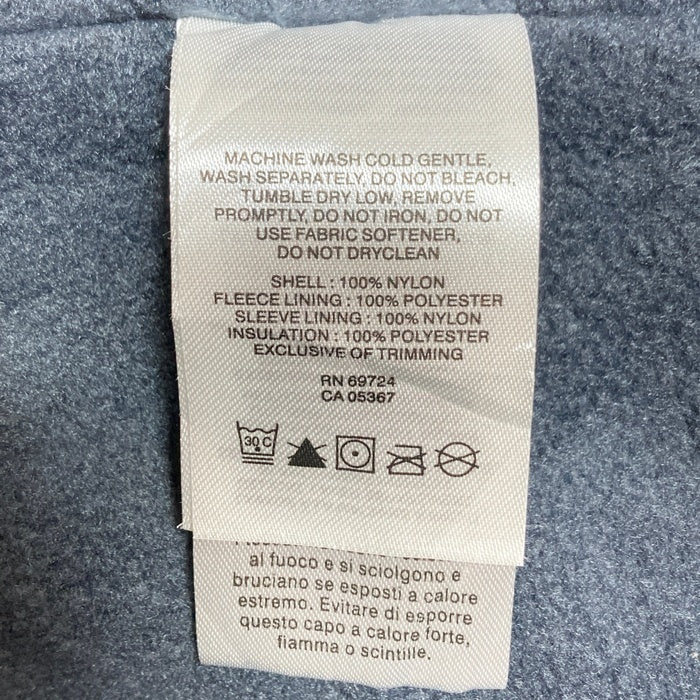 MACHINE WASH COLD GENTLE,
WASH SEPARATELY, DO NOT BLEACH,
TUMBLE DRY LOW, REMOVE
PROMPTLY, DO NOT IRON, DO NOT
USE FABRIC SOFTENER,
DO NOT DRYCLEAN
SHELL : 100% NYLON
FLEECE LINING : 100% POLYESTER
SLEEVE LINING : 100% NYLON
INSULATION : 100% POLYESTER
EXCLUSIVE OF TRIMMING
RN 69724
CA 05367
30 C
al fuoco e si sciolgono e
bruciano se esposti a calore
estremo. Evitare di esporre
questo capo a calore forte,
fiamma o scintille.